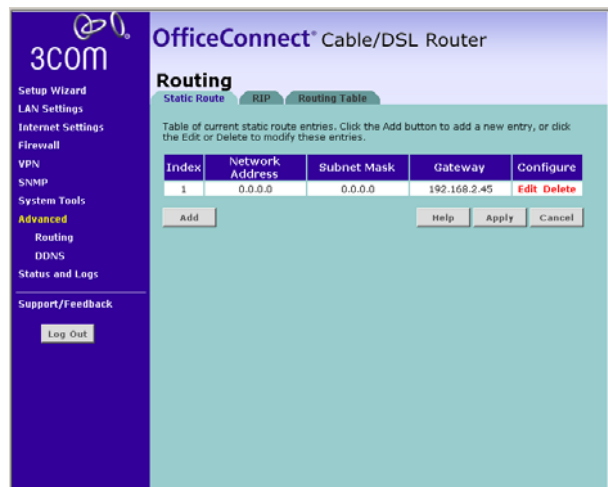 3COM
OfficeConnect® Cable/DSL Router
Routing
Static Route RIP Routing Table
Setup Wizard
LAN Settings
Internet Settings
Firewall
VPN
SNMP
System Tools
Advanced
Routing
DDNS
Status and Logs
Support/Feedback
Log Out
Table of current static route entries. Click the Add button to add a new entry, or click
the Edit or Delete to modify these entries.
Index Network Address Subnet Mask Gateway Configure
1 0.0.0.0 0.0.0.0 192.168.2.45 Edit Delete
Add Help Apply Cancel